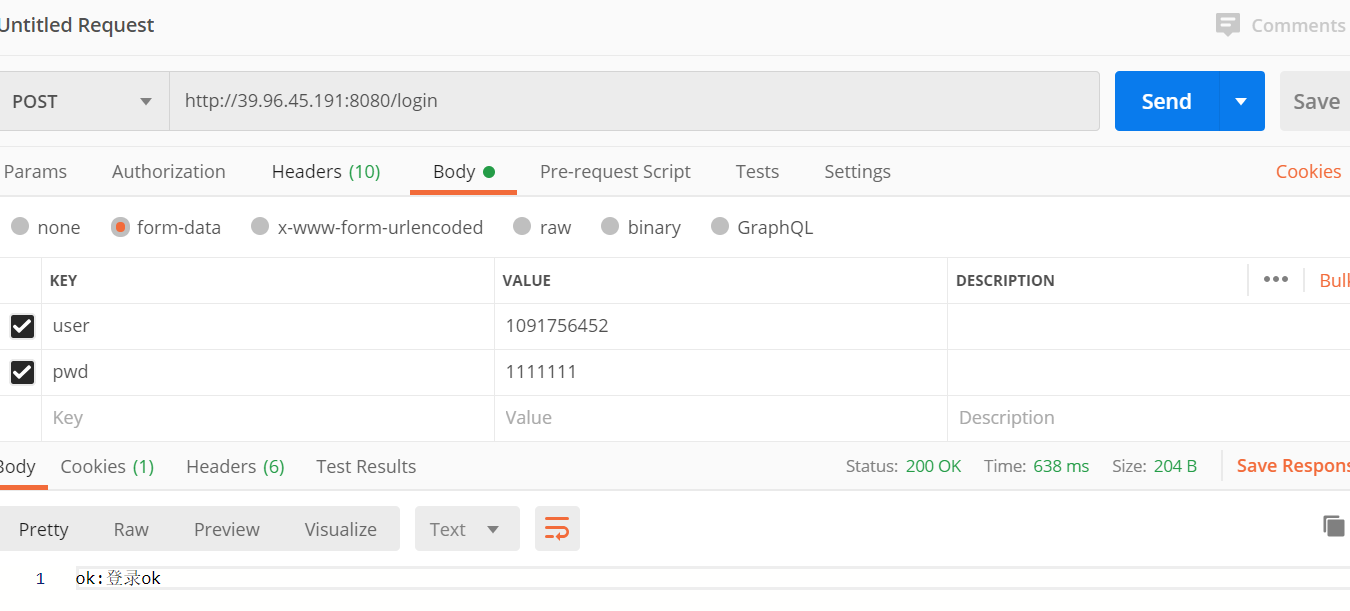 Untitled Request
Comments
POST http://39.96.45.191:8080/login Send Save
Params Authorization Headers (10) Body Pre-request Script Tests Settings Cookies
none form-data x-www-form-urlencoded raw binary GraphQL
KEY VALUE DESCRIPTION ••• Bulk
user 1091756452
pwd 1111111
Key Value Description
Body Cookies (1) Headers (6) Test Results Status: 200 OK Time: 638 ms Size: 204 B Save Respons
Pretty Raw Preview Visualize Text
1 ok:登录ok